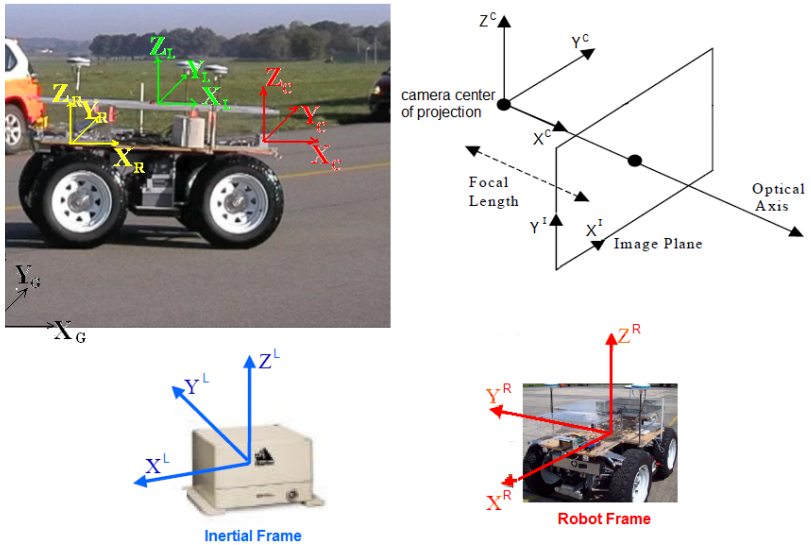 Z_L
Y_L
X_L
Z_R
Y_R
X_R
Z_C
Y_C
X_C
Y_G
X_G
Z^C
Y^C
camera center
of projection
X^C
Focal
Length
Optical
Axis
Y^I
X^I
Image Plane
Z^L
Y^L
X^L
Inertial Frame
Z^R
Y^R
X^R
Robot Frame